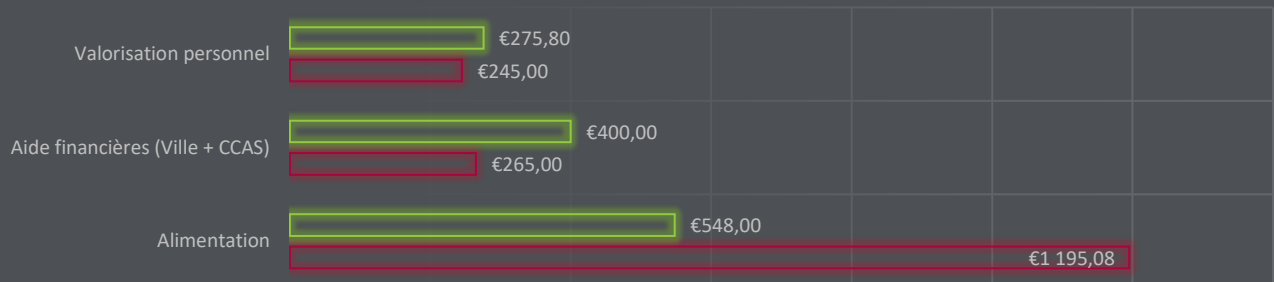 Valorisation personnel
€275,80
€245,00
Aide financières (Ville + CCAS)
€400,00
€265,00
Alimentation
€548,00
€1 195,08